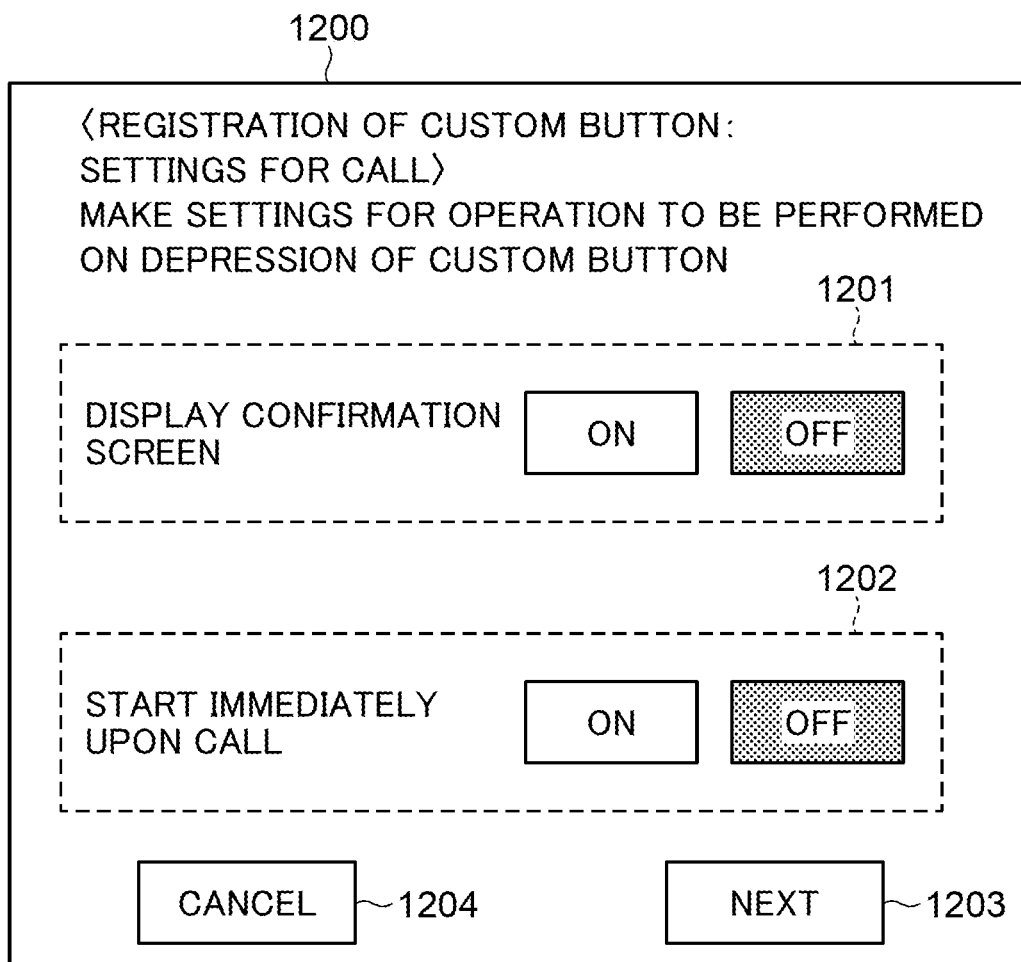 1200
〈REGISTRATION OF CUSTOM BUTTON:
SETTINGS FOR CALL〉
MAKE SETTINGS FOR OPERATION TO BE PERFORMED
ON DEPRESSION OF CUSTOM BUTTON
1201
DISPLAY CONFIRMATION
SCREEN
ON
OFF
1202
START IMMEDIATELY
UPON CALL
ON
OFF
CANCEL
1204
NEXT
1203